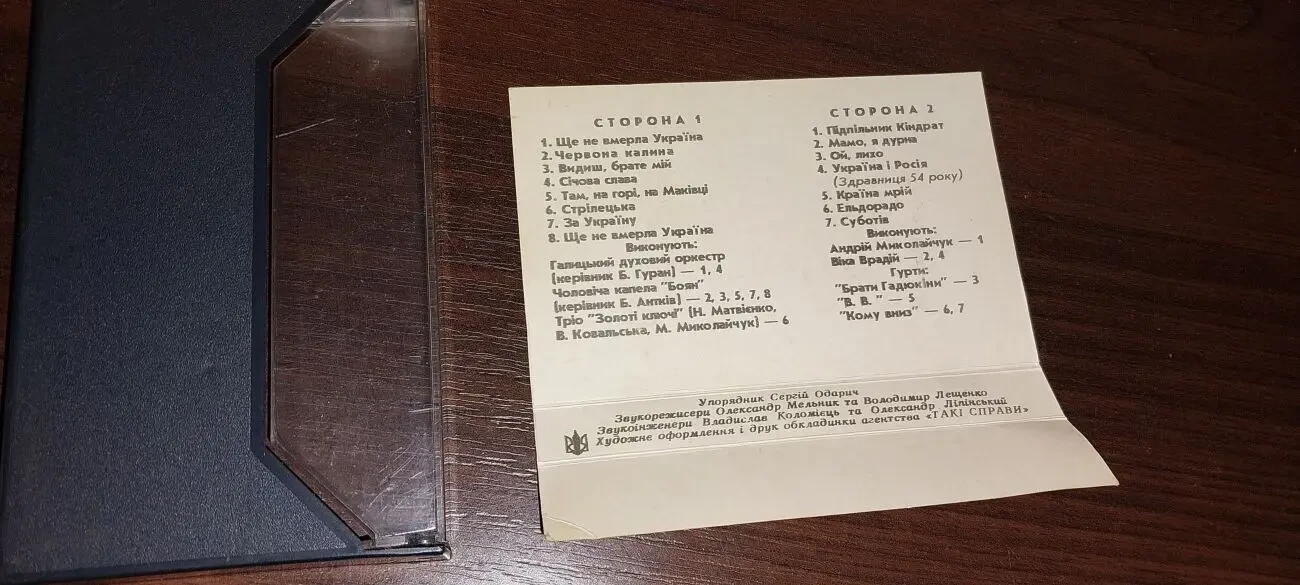 СТОРОНА 1
1. Ще не вмерла Україна
2. Червона калина
3. Видиш, брате мій
4. Січова слава
5. Там, на горі, на Маківці
6. Стрілецька
7. За Україну
8. Ще не вмерла Україна
Виконують:
Галицький духовий оркестр
(керівник Б. Гуран) — 1, 4
Чоловіча капела "Боян"
(керівник Б. Антків) — 2, 3, 5, 7, 8
Тріо "Золоті ключі" (Н. Матвієнко,
В. Ковальська, М. Миколайчук) — 6
СТОРОНА 2
1. Підпільник Кіндрат
2. Мамо, я дурна
3. Ой, лихо
4. Україна і Росія
(Здравниця 54 року)
5. Країна мрій
6. Ельдорадо
7. Суботів
Виконують:
Андрій Миколайчук — 1
Віка Врадій — 2, 4
Гурти:
"Брати Гадюкіни" — 3
"В. В. " — 5
"Кому вниз" — 6, 7
Упорядник Сергій Одарич
Звукорежисери Олександр Мельник та Володимир Лещенко
Звукоінженери Владислав Коломієць та Олександр Ліпінський
Художнє оформлення і друк обкладинки агентства «ТАКІ СПРАВИ»